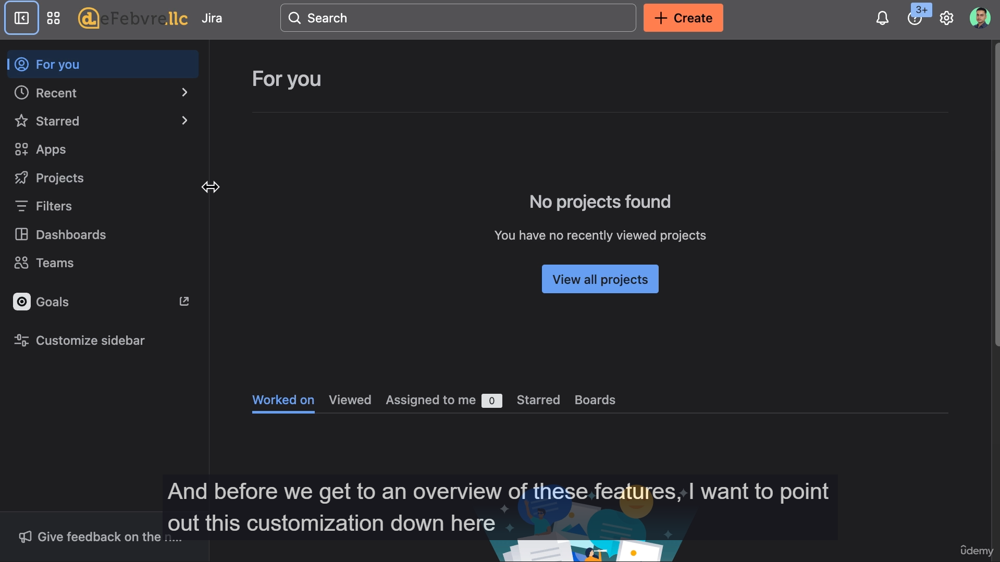 deFebvre.llc Jira
Search
Create
3+
For you
Recent
Starred
Apps
Projects
Filters
Dashboards
Teams
Goals
Customize sidebar
Give feedback on the n...
For you
No projects found
You have no recently viewed projects
View all projects
Worked on Viewed Assigned to me 0 Starred Boards
And before we get to an overview of these features, I want to point
out this customization down here
ûdemy